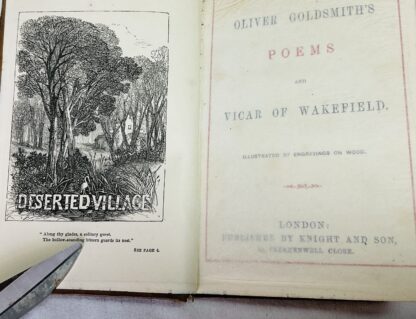 DESERTED VILLAGE
"Along thy glades, a solitary guest,
The hollow-sounding bittern guards its nest."
SEE PAGE 4.
OLIVER GOLDSMITH'S
POEMS
AND
VICAR OF WAKEFIELD.
ILLUSTRATED BY ENGRAVINGS ON WOOD.
LONDON:
PUBLISHED BY KNIGHT AND SON,
CLERKENWELL CLOSE.